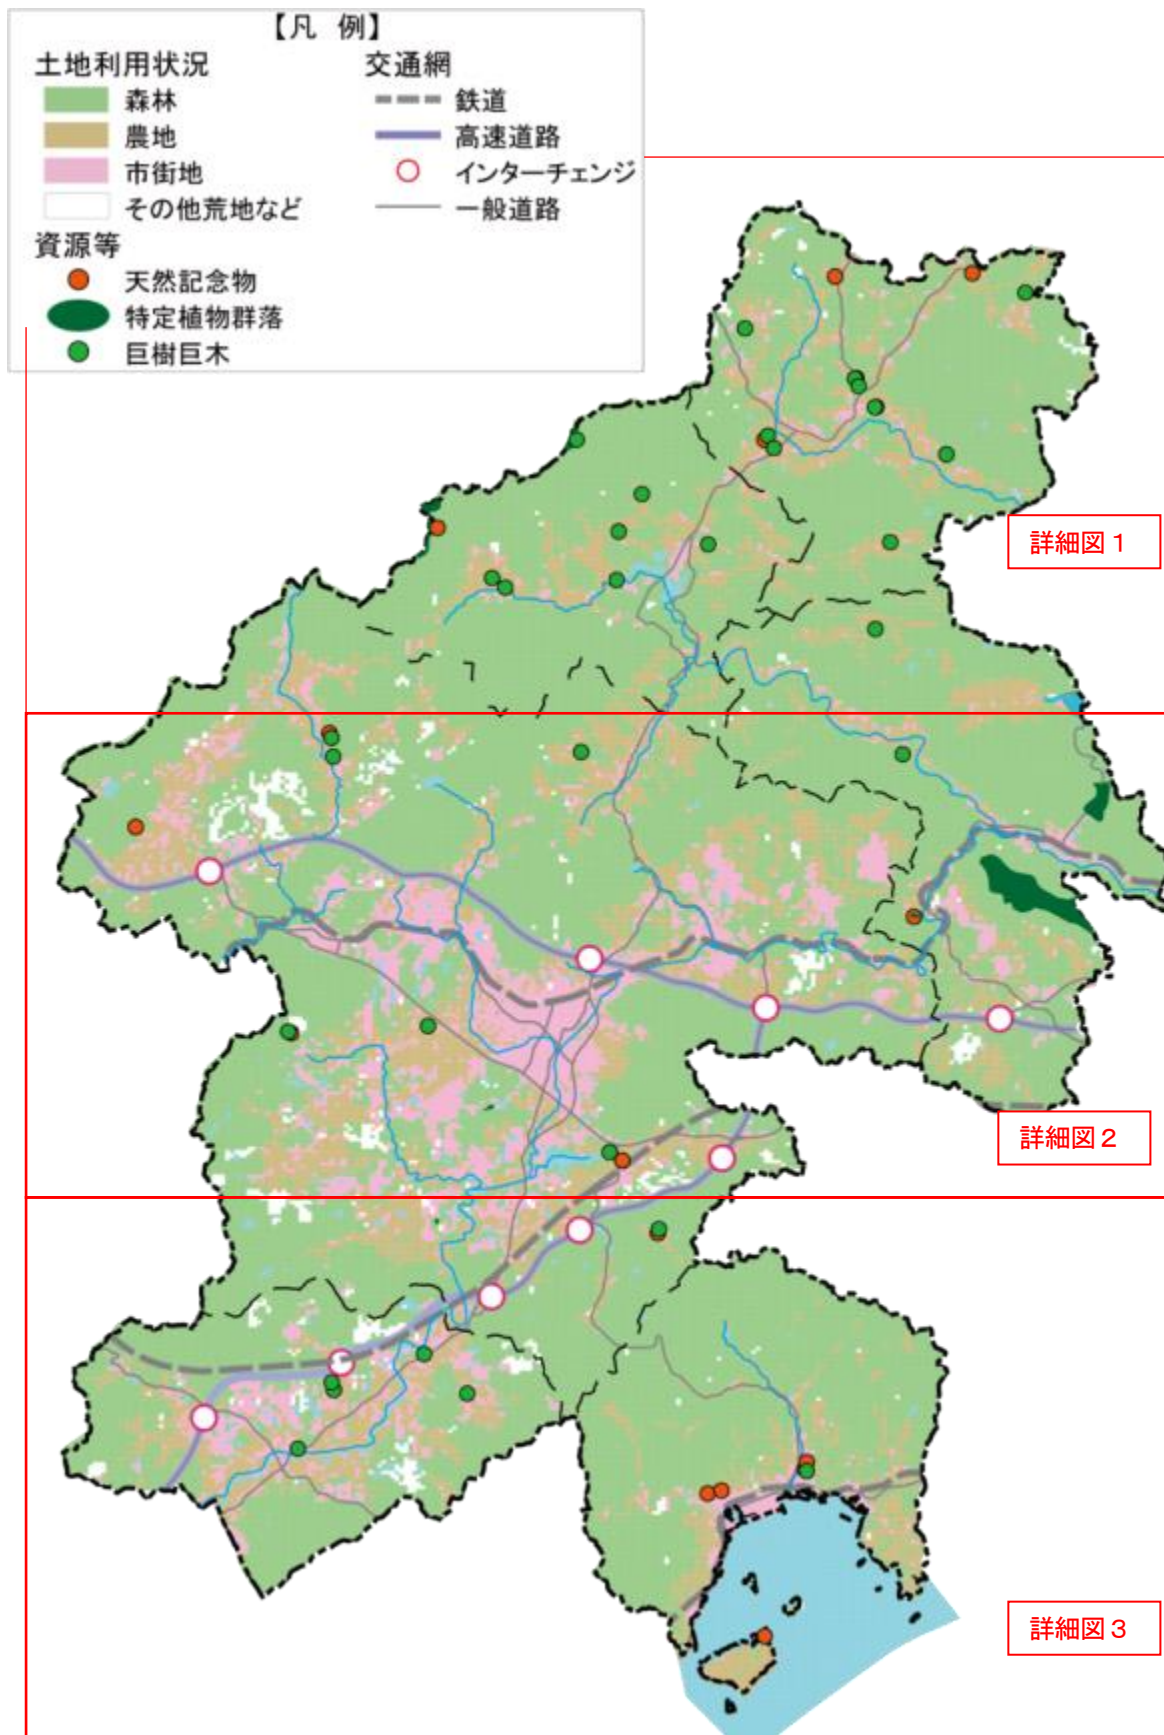 【凡 例】
土地利用状況
森林
農地
市街地
その他荒地など
資源等
天然記念物
特定植物群落
巨樹巨木
交通網
鉄道
高速道路
インターチェンジ
一般道路
詳細図１
詳細図２
詳細図３